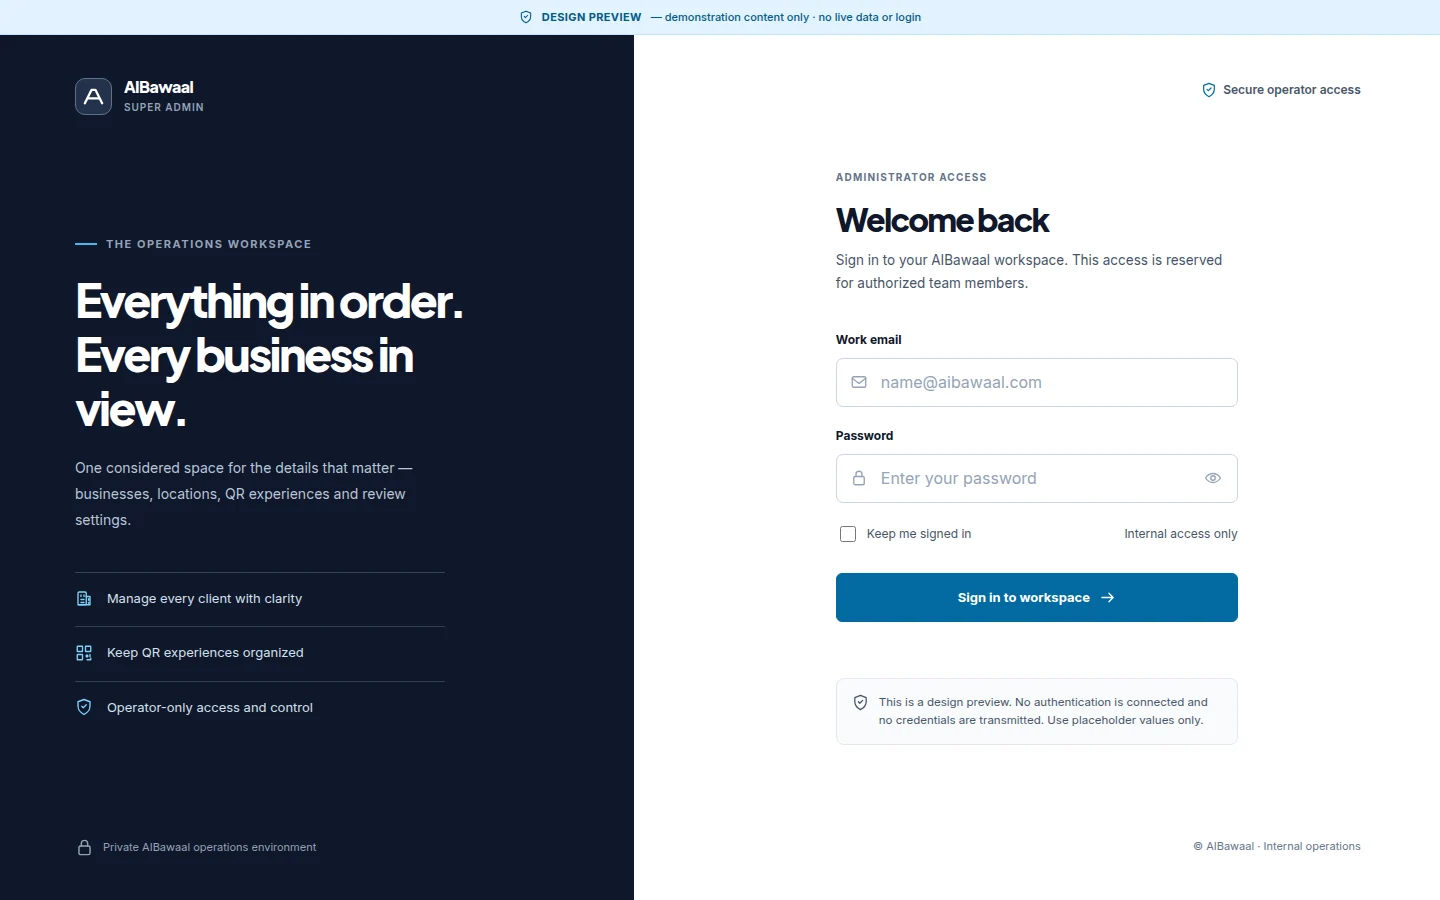 DESIGN PREVIEW — demonstration content only · no live data or login
AIBawaal
SUPER ADMIN
THE OPERATIONS WORKSPACE
Everything in order.
Every business in
view.
One considered space for the details that matter —
businesses, locations, QR experiences and review
settings.
Manage every client with clarity
Keep QR experiences organized
Operator-only access and control
Private AIBawaal operations environment
Secure operator access
ADMINISTRATOR ACCESS
Welcome back
Sign in to your AIBawaal workspace. This access is reserved
for authorized team members.
Work email
name@aibawaal.com
Password
Enter your password
Keep me signed in
Internal access only
Sign in to workspace
This is a design preview. No authentication is connected and
no credentials are transmitted. Use placeholder values only.
© AIBawaal · Internal operations